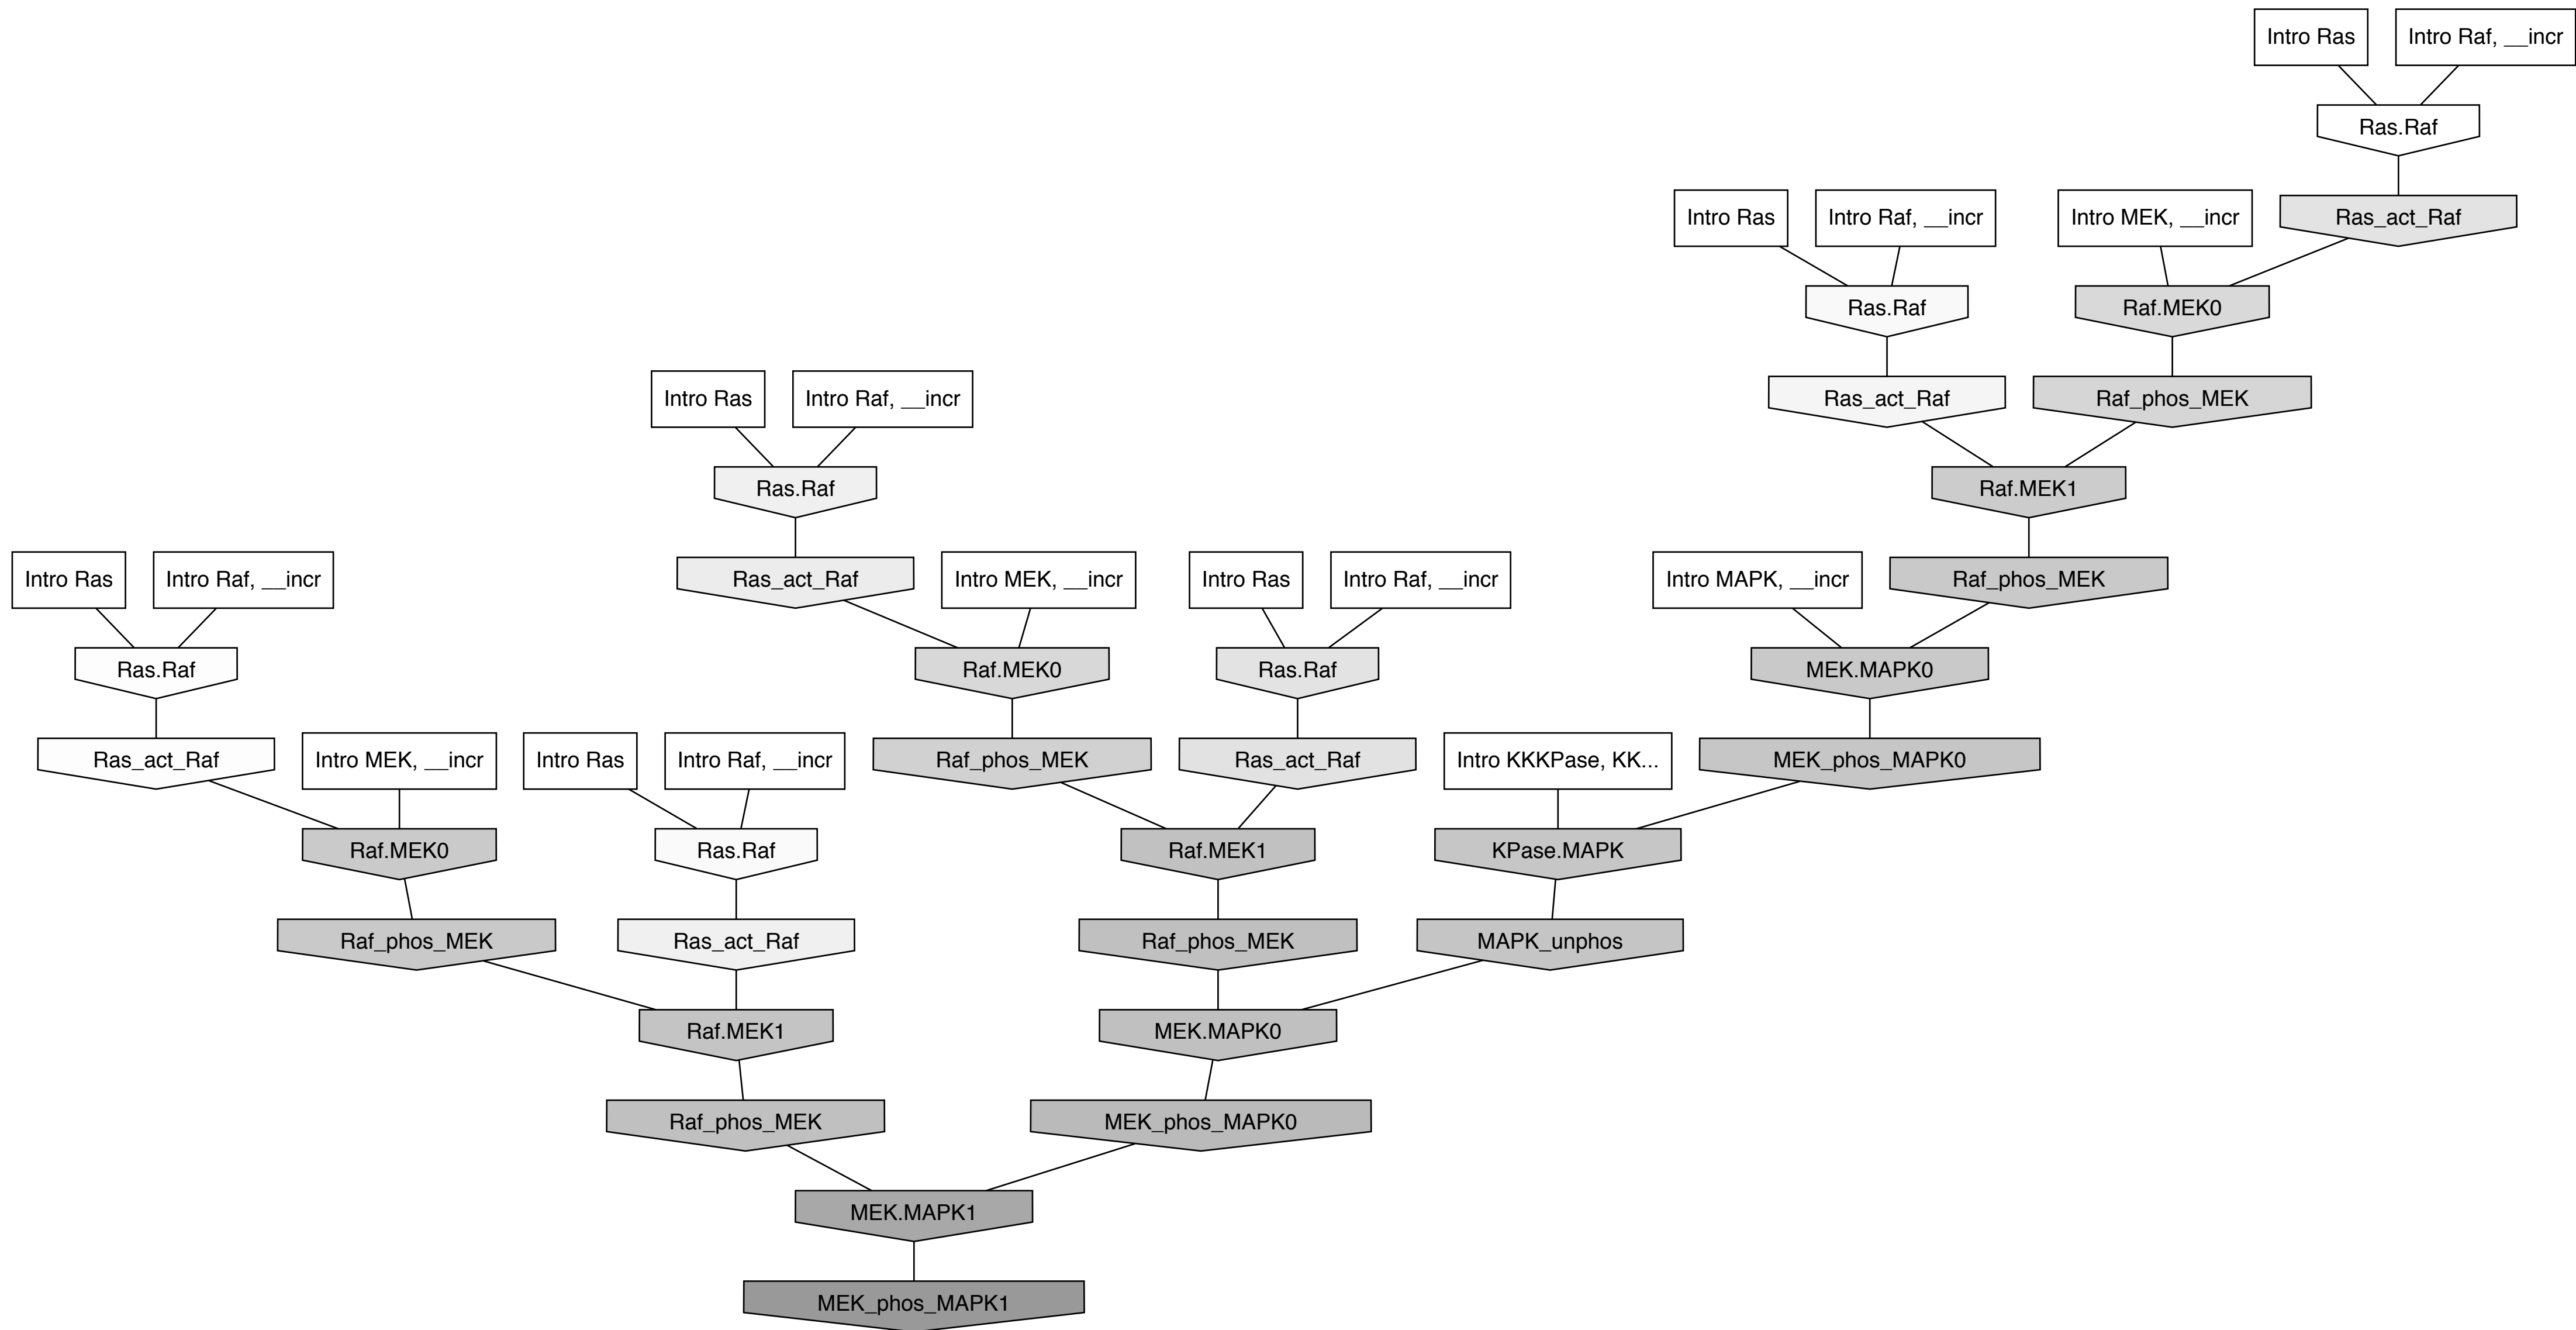 Intro Ras
Intro Raf, __incr
Ras.Raf
Intro Ras
Intro Raf, __incr
Intro MEK, __incr
Ras_act_Raf
Ras.Raf
Raf.MEK0
Intro Ras
Intro Raf, __incr
Ras_act_Raf
Raf_phos_MEK
Ras.Raf
Raf.MEK1
Intro Ras
Intro Raf, __incr
Ras_act_Raf
Intro MEK, __incr
Intro Ras
Intro Raf, __incr
Intro MAPK, __incr
Raf_phos_MEK
Ras.Raf
Raf.MEK0
Ras.Raf
MEK.MAPK0
Ras_act_Raf
Intro MEK, __incr
Intro Ras
Intro Raf, __incr
Raf_phos_MEK
Ras_act_Raf
Intro KKKPase, KK...
MEK_phos_MAPK0
Raf.MEK0
Ras.Raf
Raf.MEK1
KPase.MAPK
Raf_phos_MEK
Ras_act_Raf
Raf_phos_MEK
MAPK_unphos
Raf.MEK1
MEK.MAPK0
Raf_phos_MEK
MEK_phos_MAPK0
MEK.MAPK1
MEK_phos_MAPK1